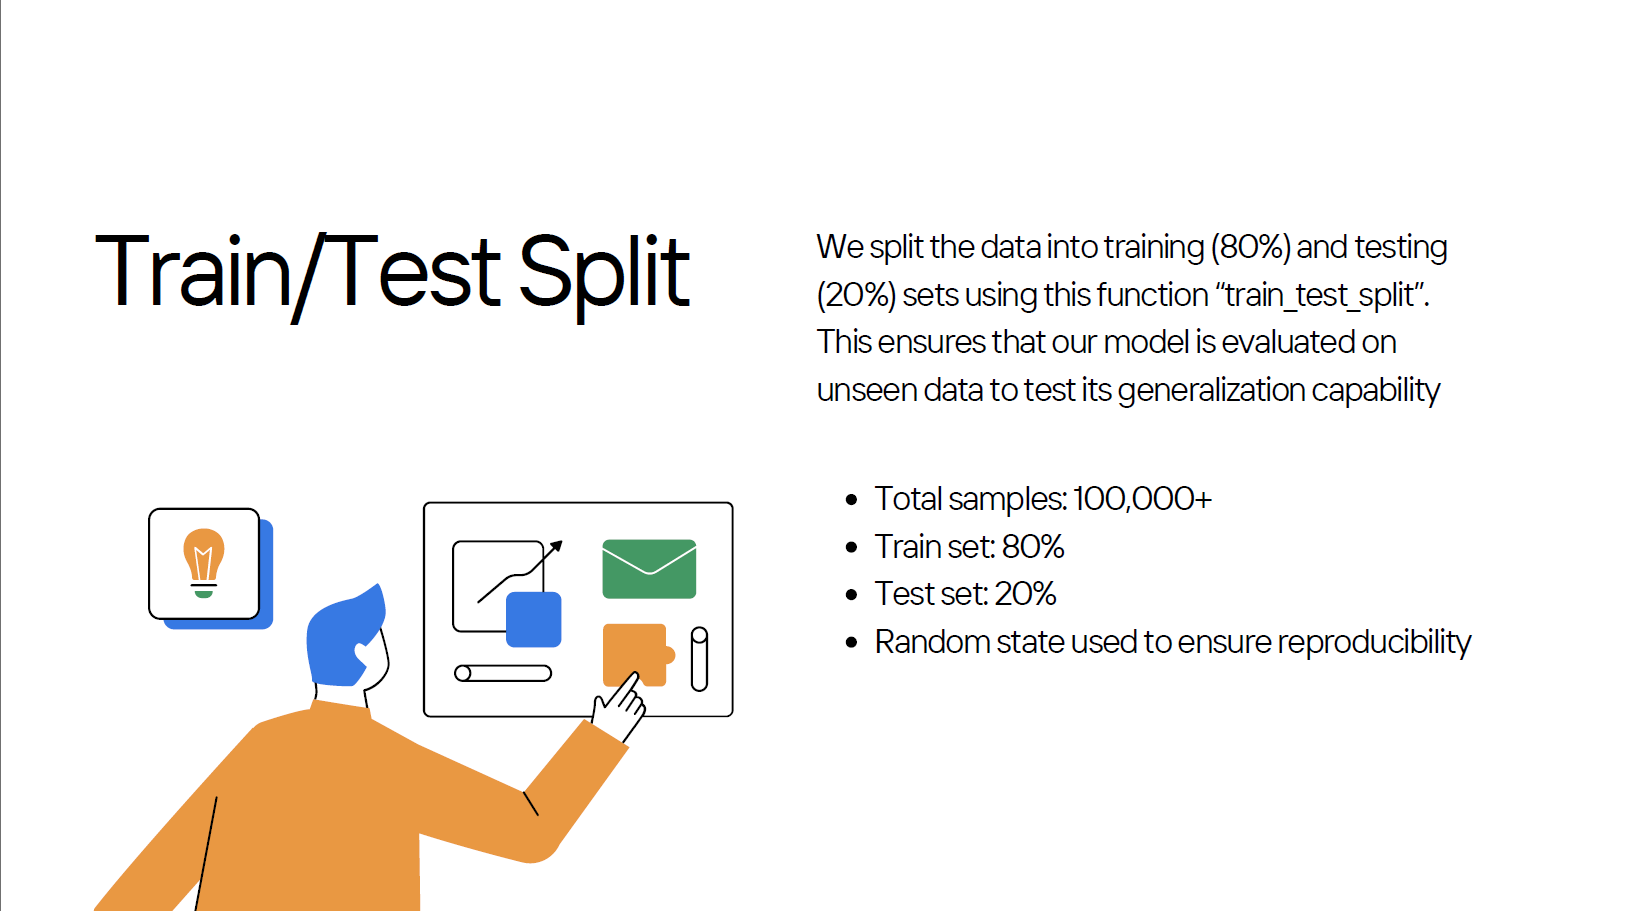 Train/Test Split
We split the data into training (80%) and testing
(20%) sets using this function “train_test_split”.
This ensures that our model is evaluated on
unseen data to test its generalization capability
• Total samples: 100,000+
• Train set: 80%
• Test set: 20%
• Random state used to ensure reproducibility